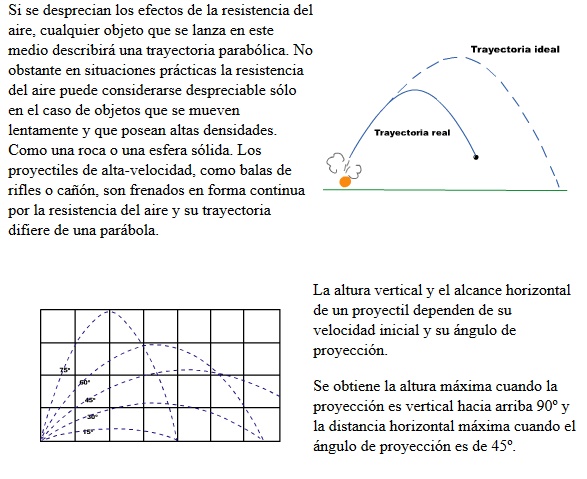 Si se desprecian los efectos de la resistencia del
aire, cualquier objeto que se lanza en este
medio describirá una trayectoria parabólica. No
obstante en situaciones prácticas la resistencia
del aire puede considerarse despreciable sólo
en el caso de objetos que se mueven
lentamente y que posean altas densidades.
Como una roca o una esfera sólida. Los
proyectiles de alta-velocidad, como balas de
rifles o cañón, son frenados en forma continua
por la resistencia del aire y su trayectoria
difiere de una parábola.
Trayectoria ideal
Trayectoria real
La altura vertical y el alcance horizontal
de un proyectil dependen de su
velocidad inicial y su ángulo de
proyección.
Se obtiene la altura máxima cuando la
proyección es vertical hacia arriba 90º y
la distancia horizontal máxima cuando el
ángulo de proyección es de 45º.
75°
60°
45°
30°
15°